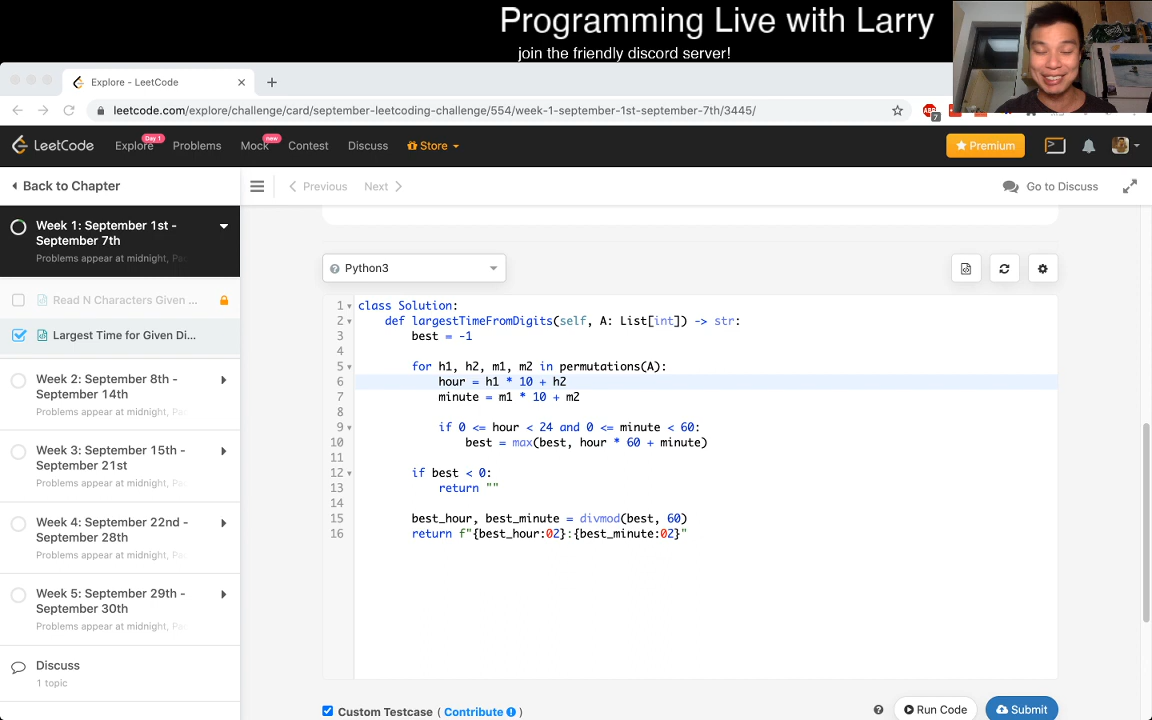 Programming Live with Larry
join the friendly discord server!
Explore - LeetCode
leetcode.com/explore/challenge/card/september-leetcoding-challenge/554/week-1-september-1st-september-7th/3445/
7
LeetCode
Explore
Day 1
Problems
Mock
new
Contest
Discuss
Store
Premium
Back to Chapter
Previous
Next
Go to Discuss
Week 1: September 1st -
September 7th
Problems appear at midnight,
Read N Characters Given ...
Largest Time for Given Di...
Week 2: September 8th -
September 14th
Problems appear at midnight,
Week 3: September 15th -
September 21st
Problems appear at midnight,
Week 4: September 22nd -
September 28th
Problems appear at midnight,
Week 5: September 29th -
September 30th
Problems appear at midnight,
Discuss
1 topic
Python3
1 class Solution:
2 def largestTimeFromDigits(self, A: List[int]) -> str:
3 best = -1
4
5 for h1, h2, m1, m2 in permutations(A):
6 hour = h1 * 10 + h2
7 minute = m1 * 10 + m2
8
9 if 0 <= hour < 24 and 0 <= minute < 60:
10 best = max(best, hour * 60 + minute)
11
12 if best < 0:
13 return ""
14
15 best_hour, best_minute = divmod(best, 60)
16 return f"{best_hour:02}:{best_minute:02}"
Custom Testcase ( Contribute )
Run Code
Submit